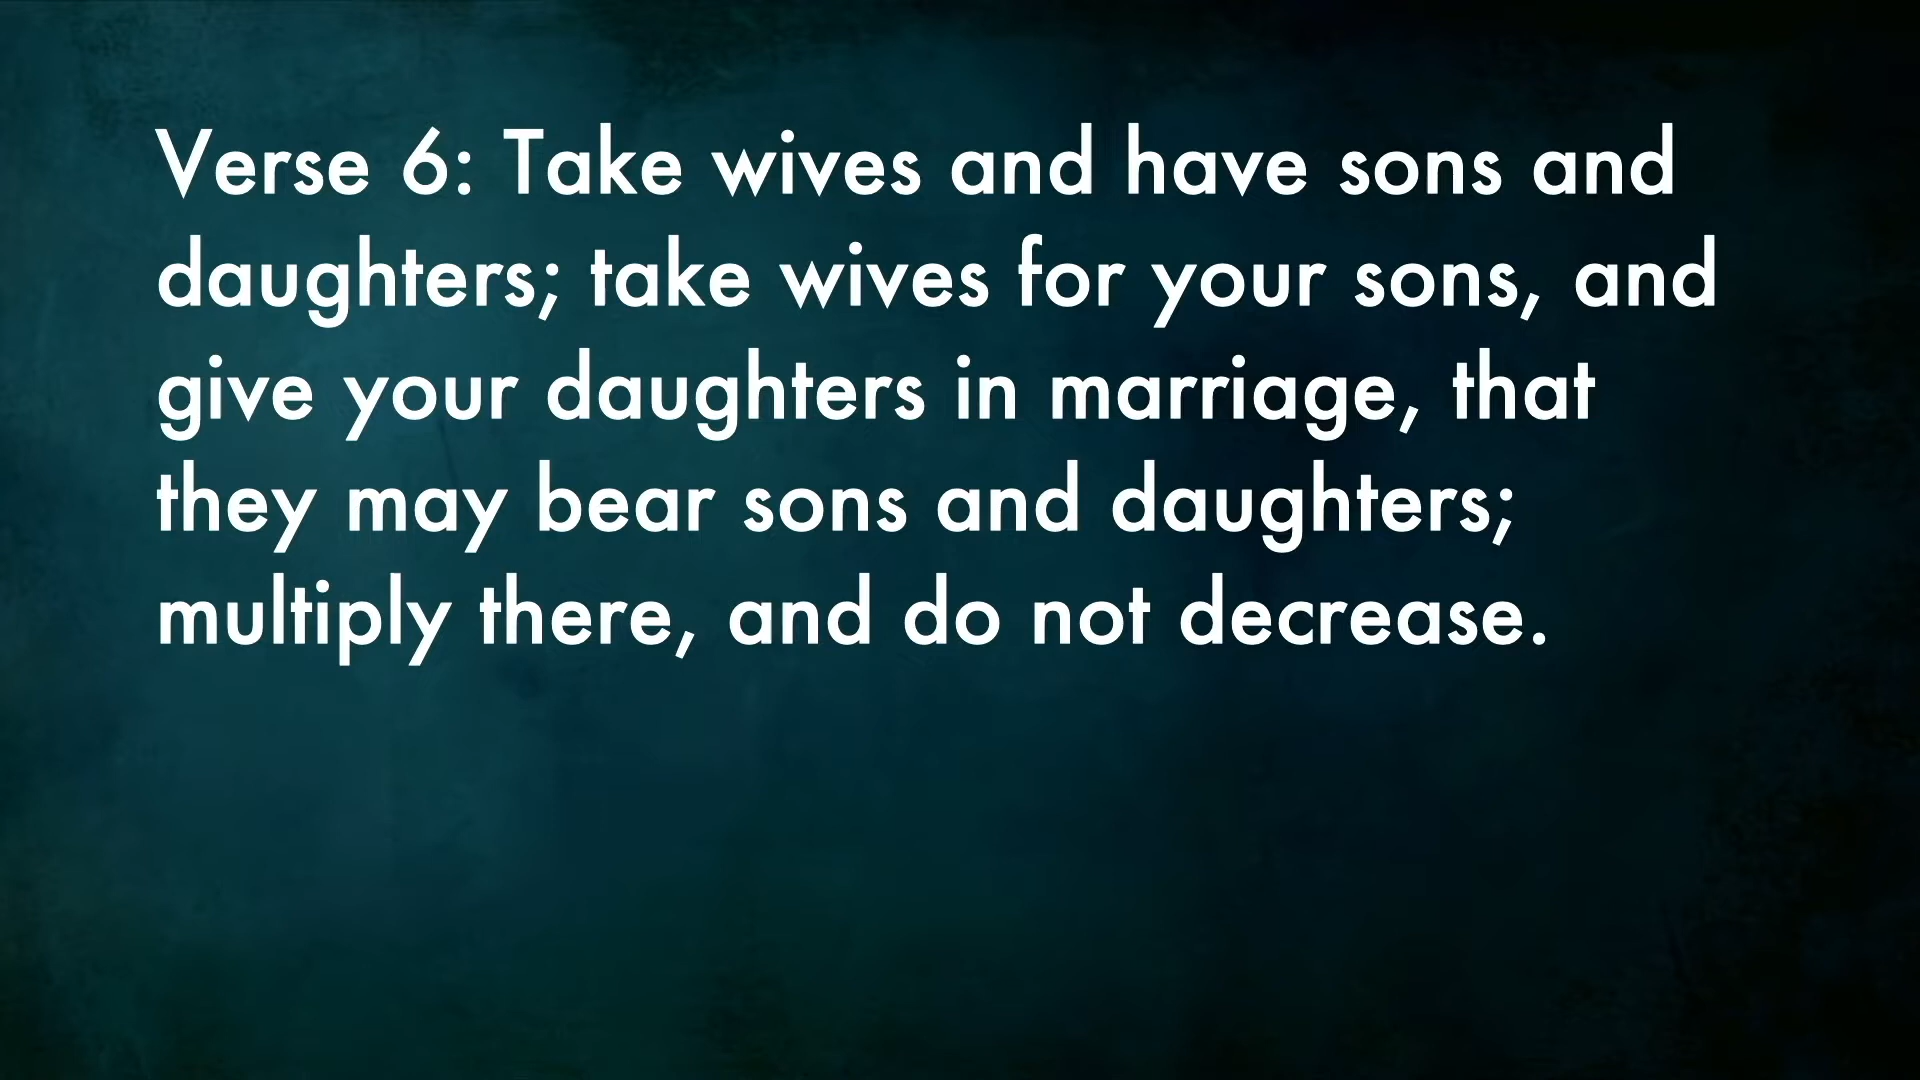 Verse 6: Take wives and have sons and
daughters; take wives for your sons, and
give your daughters in marriage, that
they may bear sons and daughters;
multiply there, and do not decrease.